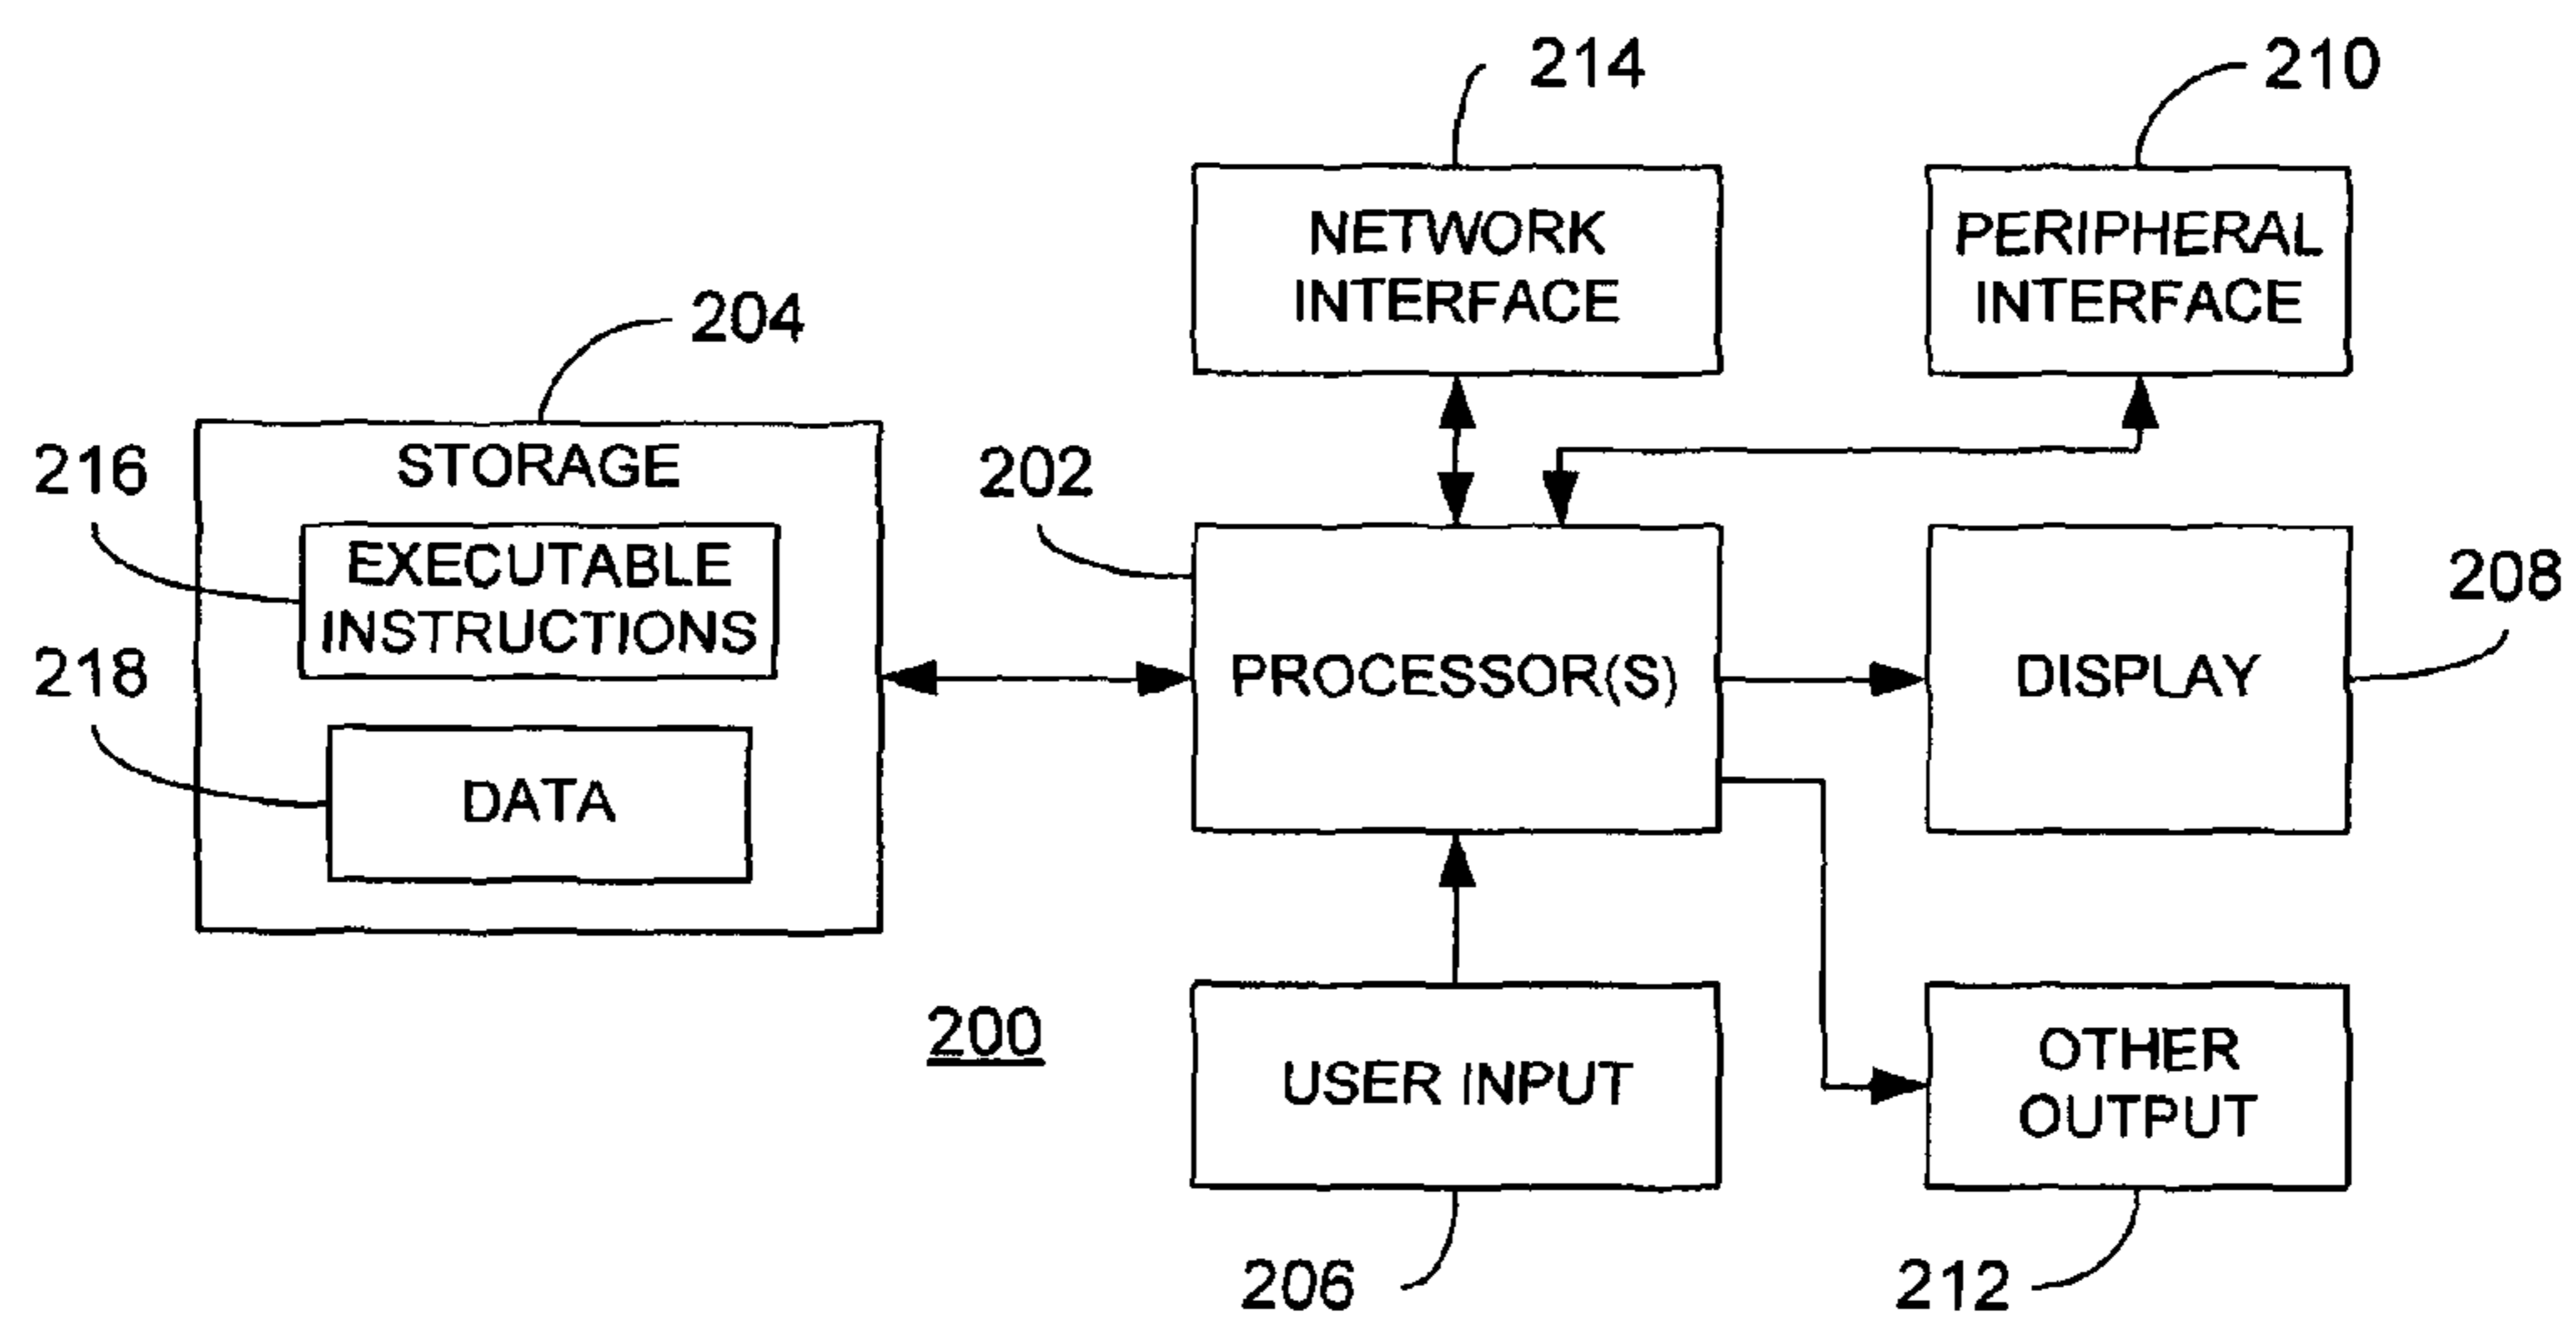 214
210
NETWORK
INTERFACE
PERIPHERAL
INTERFACE
204
STORAGE
216
EXECUTABLE
INSTRUCTIONS
218
DATA
202
PROCESSOR(S)
DISPLAY
208
200
USER INPUT
OTHER
OUTPUT
206
212